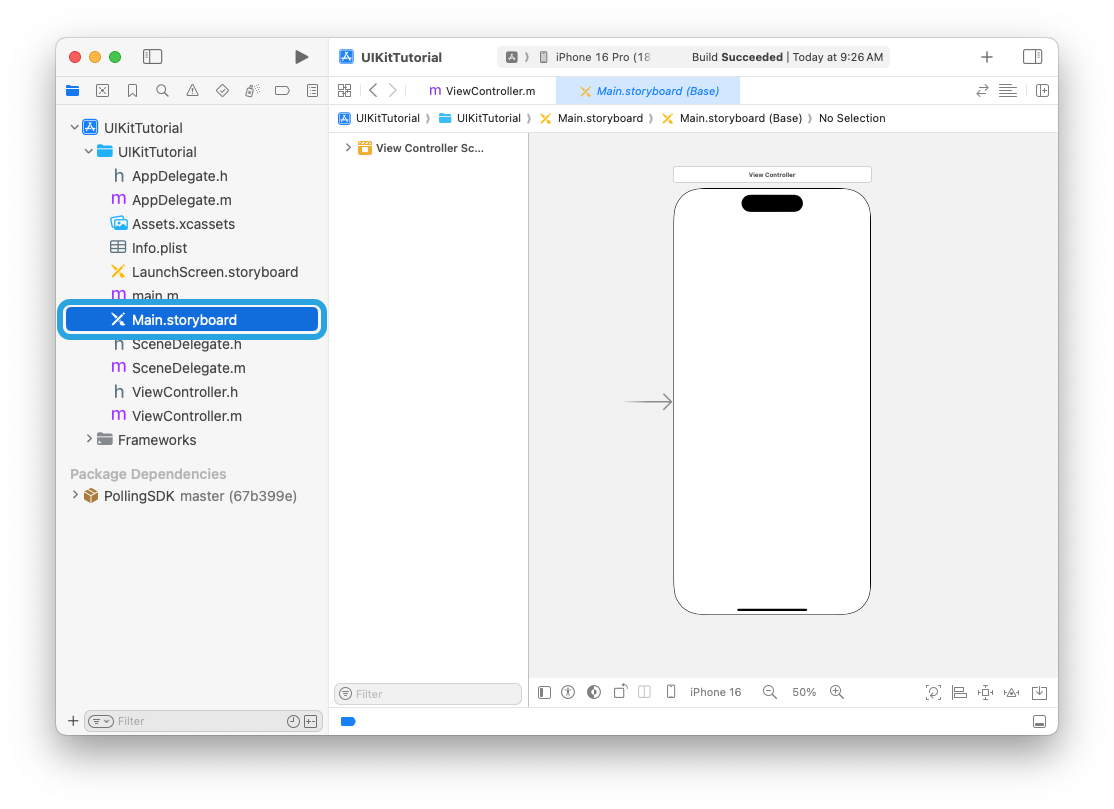 UIKitTutorial
iPhone 16 Pro (18
Build Succeeded | Today at 9:26 AM
ViewController.m
Main.storyboard (Base)
UIKitTutorial
UIKitTutorial
Main.storyboard
Main.storyboard (Base)
No Selection
UIKitTutorial
UIKitTutorial
h AppDelegate.h
m AppDelegate.m
Assets.xcassets
Info.plist
LaunchScreen.storyboard
m main.m
Main.storyboard
h SceneDelegate.h
m SceneDelegate.m
h ViewController.h
m ViewController.m
Frameworks
Package Dependencies
PollingSDK master (67b399e)
Filter
View Controller Sc...
Filter
View Controller
iPhone 16
50%